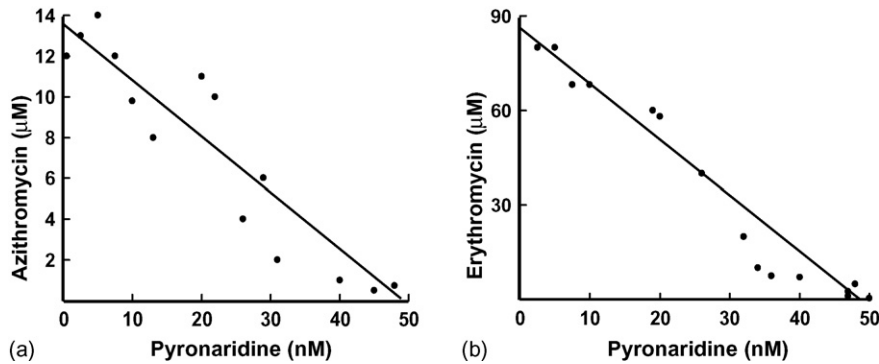 14
12
10
8
6
4
2
Azithromycin (μM)
0 10 20 30 40 50
(a) Pyronaridine (nM)
90
60
30
Erythromycin (μM)
0 10 20 30 40 50
(b) Pyronaridine (nM)